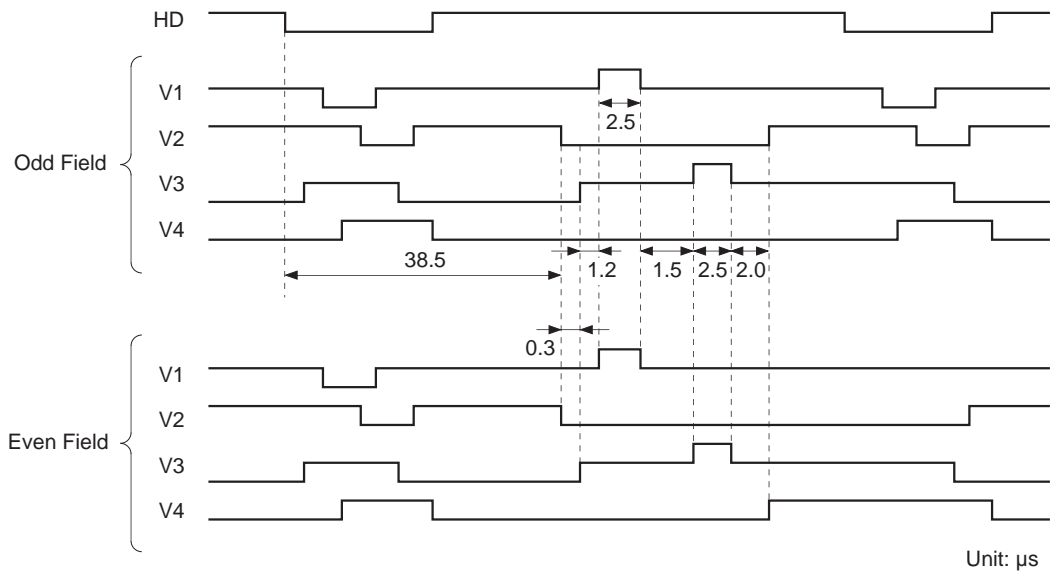 HD
Odd Field
V1
2.5
V2
V3
V4
38.5
1.2
1.5
2.5
2.0
0.3
Even Field
V1
V2
V3
V4
Unit: µs